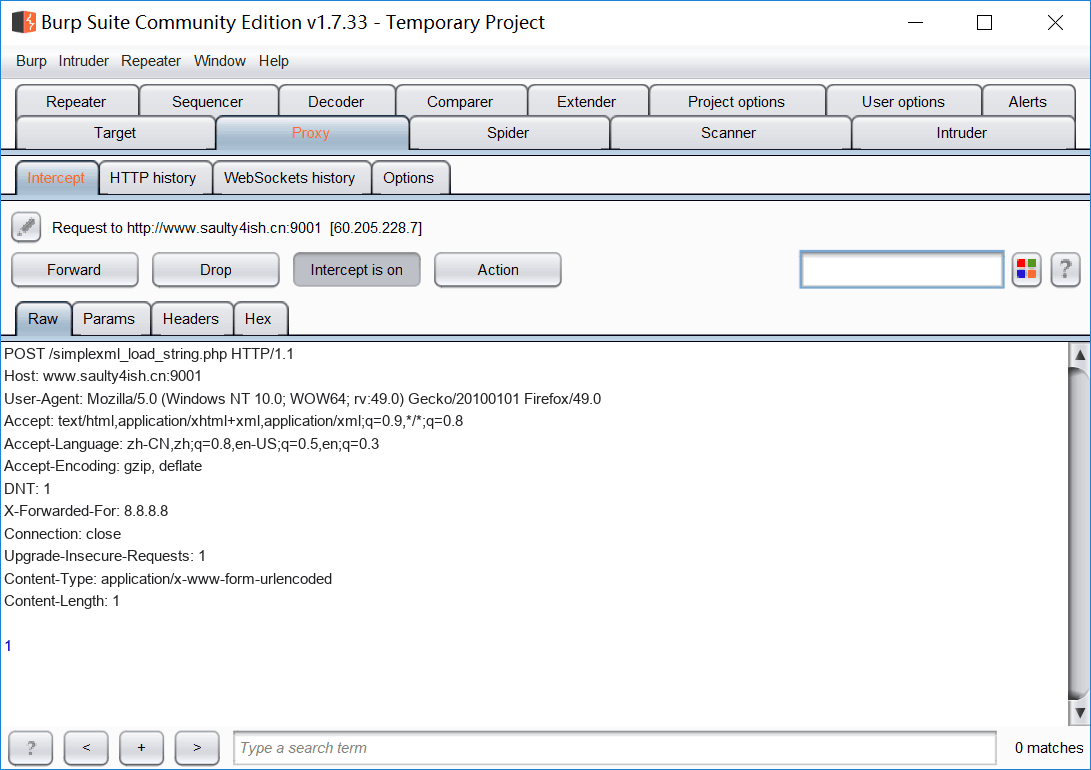 Burp Suite Community Edition v1.7.33 - Temporary Project
Burp Intruder Repeater Window Help
Repeater Sequencer Decoder Comparer Extender Project options User options Alerts
Target Proxy Spider Scanner Intruder
Intercept HTTP history WebSockets history Options
Request to http://www.saulty4ish.cn:9001 [60.205.228.7]
Forward Drop Intercept is on Action ?
Raw Params Headers Hex
POST /simplexml_load_string.php HTTP/1.1
Host: www.saulty4ish.cn:9001
User-Agent: Mozilla/5.0 (Windows NT 10.0; WOW64; rv:49.0) Gecko/20100101 Firefox/49.0
Accept: text/html,application/xhtml+xml,application/xml;q=0.9,*/*;q=0.8
Accept-Language: zh-CN,zh;q=0.8,en-US;q=0.5,en;q=0.3
Accept-Encoding: gzip, deflate
DNT: 1
X-Forwarded-For: 8.8.8.8
Connection: close
Upgrade-Insecure-Requests: 1
Content-Type: application/x-www-form-urlencoded
Content-Length: 1
1
? < + > Type a search term 0 matches